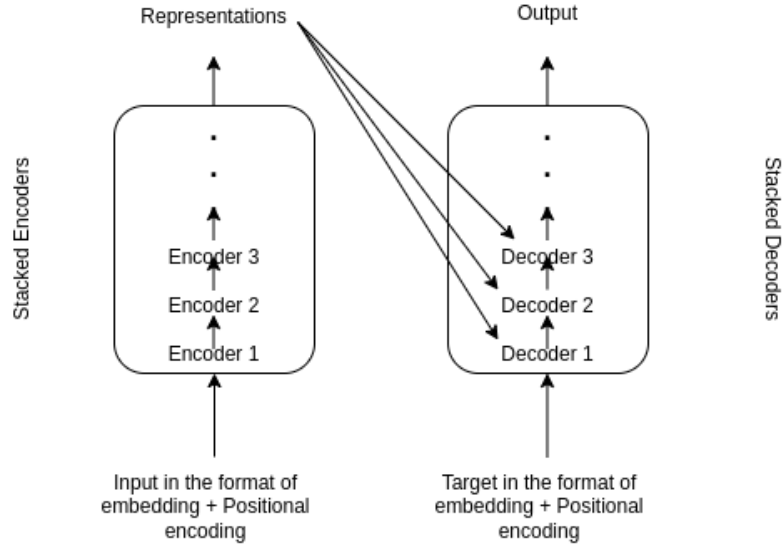 Representations
Output
Stacked Encoders
Encoder 3
Encoder 2
Encoder 1
Decoder 3
Decoder 2
Decoder 1
Stacked Decoders
Input in the format of
embedding + Positional
encoding
Target in the format of
embedding + Positional
encoding